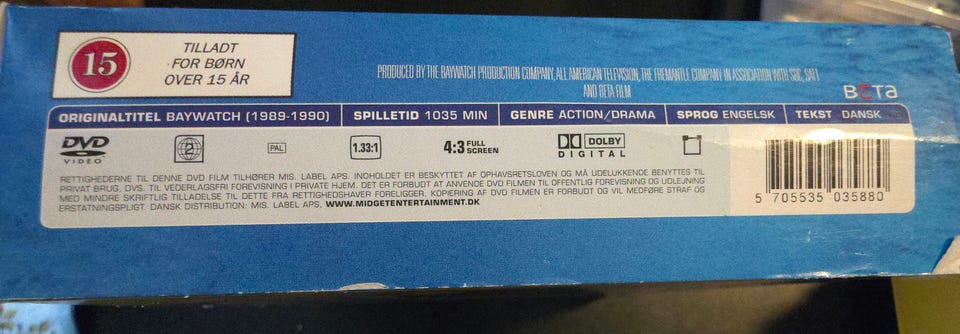 15
TILLADT
FOR BØRN
OVER 15 ÅR
PRODUCED BY THE BAYWATCH PRODUCTION COMPANY, ALL AMERICAN TELEVISION, THE FREMANTLE COMPANY IN ASSOCIATION WITH SBC, SAT 1
AND BETA FILM
BETA
ORIGINALTITEL BAYWATCH (1989-1990) SPILLETID 1035 MIN GENRE ACTION/DRAMA SPROG ENGELSK TEKST DANSK
DVD VIDEO
2
PAL
1.33:1
4:3 FULL SCREEN
DOLBY DIGITAL
RETTIGHEDERNE TIL DENNE DVD FILM TILHØRER MIS. LABEL APS. INDHOLDET ER BESKYTTET AF OPHAVSRETSLOVEN OG MÅ UDELUKKENDE BENYTTES TIL
PRIVAT BRUG, DVS. TIL VEDERLAGSFRI FOREVISNING I PRIVATE HJEM. DET ER FORBUDT AT ANVENDE DVD FILMEN TIL OFFENTLIG FOREVISNING OG UDLEJNING
MED MINDRE SKRIFTLIG TILLADELSE TIL DETTE FRA RETTIGHEDSHAVER FORELIGGER. KOPIERING AF DVD FILMEN ER FORBUDT OG VIL MEDFØRE STRAF OG
ERSTATNINGSPLIGT. DANSK DISTRIBUTION: MIS. LABEL APS. WWW.MIDGETENTERTAINMENT.DK
5 705535 035880